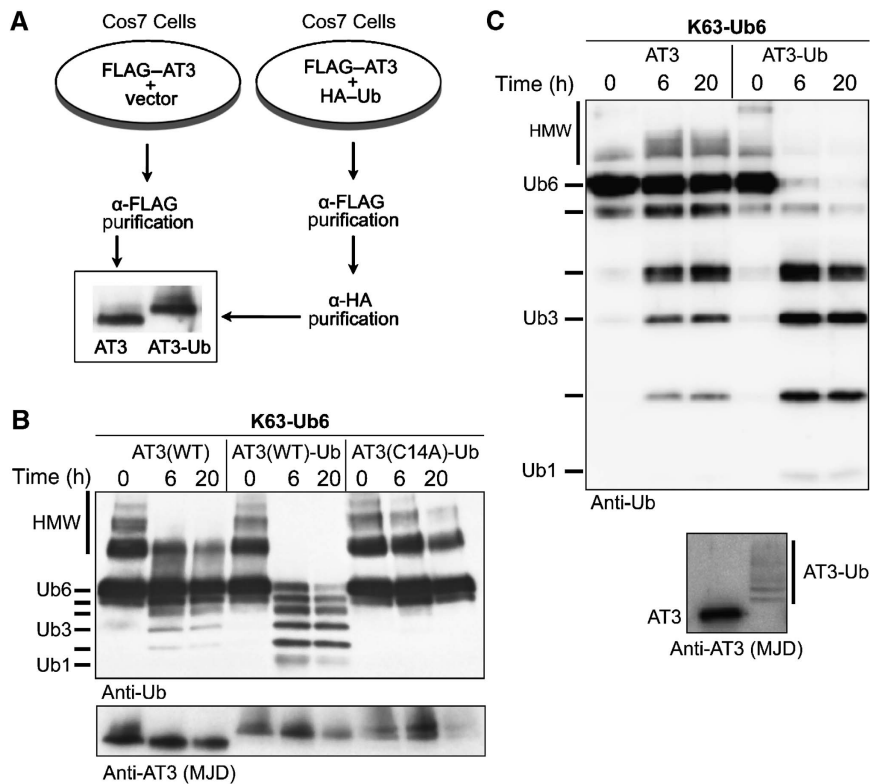 A
Cos7 Cells
Cos7 Cells
FLAG–AT3
+
vector
FLAG–AT3
+
HA–Ub
α-FLAG
purification
α-FLAG
purification
α-HA
purification
AT3 AT3-Ub
B
K63-Ub6
AT3(WT) AT3(WT)-Ub AT3(C14A)-Ub
Time (h) 0 6 20 0 6 20 0 6 20
HMW
Ub6
Ub3
Ub1
Anti-Ub
Anti-AT3 (MJD)
C
K63-Ub6
AT3 AT3-Ub
Time (h) 0 6 20 0 6 20
HMW
Ub6
Ub3
Ub1
Anti-Ub
AT3-Ub
AT3
Anti-AT3 (MJD)